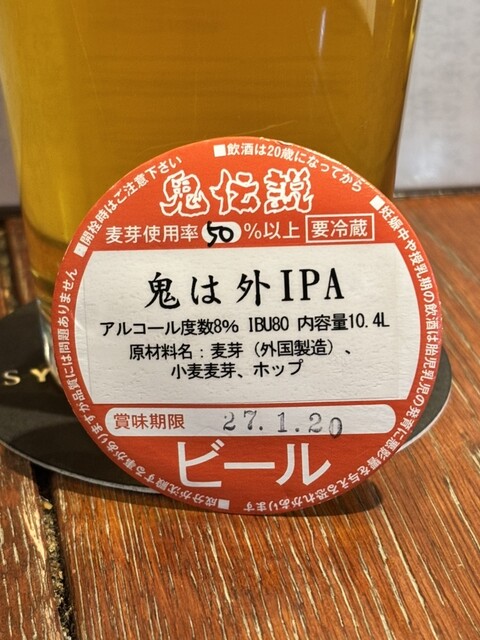 ■飲酒は20歳になってから
■開栓時はご注意下さい
鬼伝説
麦芽使用率50%以上 要冷蔵
鬼は外IPA
アルコール度数8% IBU80 内容量10.4L
原材料名：麦芽（外国製造）、
小麦麦芽、ホップ
賞味期限 27.1.20
ビール
■妊娠中や授乳期の飲酒は胎児乳児の発育に悪影響を与える恐れがあります
■成分が沈殿する事がありますが品質には問題ありません
SY